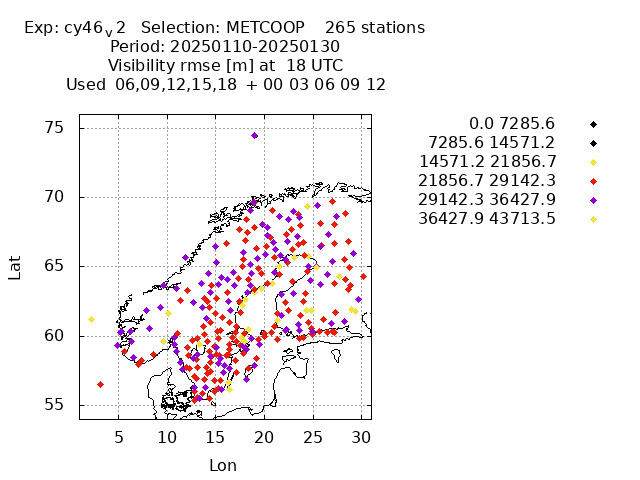 Exp: cy46v2 Selection: METCOOP 265 stations
Period: 20250110-20250130
Visibility rmse [m] at 18 UTC
Used 06,09,12,15,18 + 00 03 06 09 12
0.0 7285.6
7285.6 14571.2
14571.2 21856.7
21856.7 29142.3
29142.3 36427.9
36427.9 43713.5
75
70
65
60
55
Lat
5 10 15 20 25 30
Lon